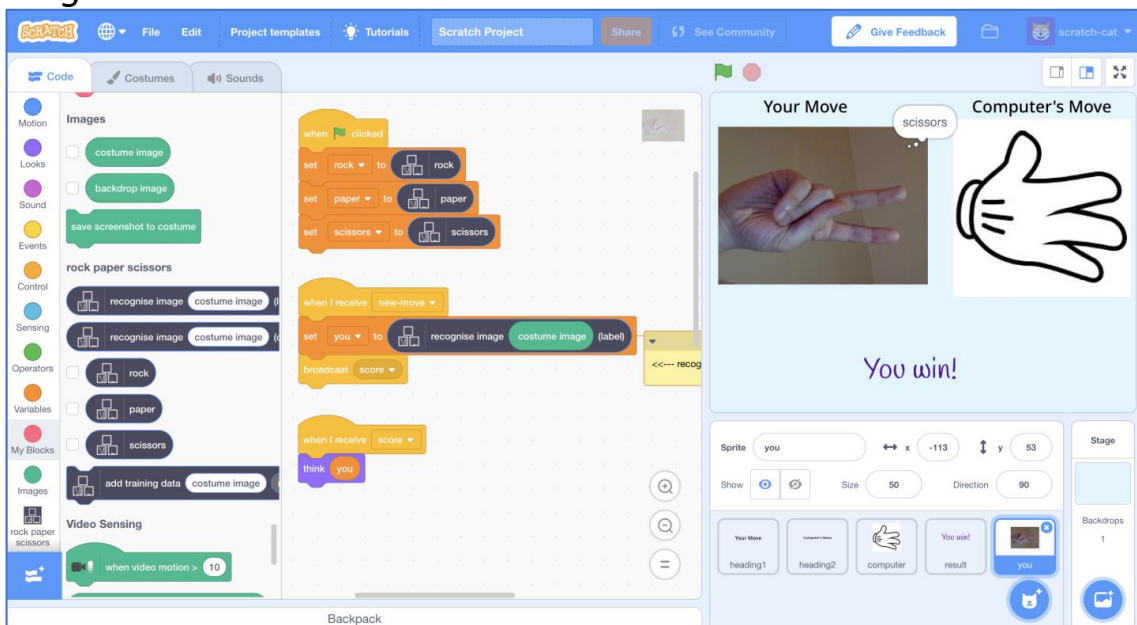 SCRATCH File Edit Project templates Tutorials Scratch Project Share See Community Give Feedback scratch-cat
Code Costumes Sounds
Motion
Looks
Sound
Events
Control
Sensing
Operators
Variables
My Blocks
Images
rock paper
scissors
Images
costume image
backdrop image
save screenshot to costume
rock paper scissors
recognise image costume image (l
recognise image costume image (c
rock
paper
scissors
add training data costume image
Video Sensing
when video motion > 10
when clicked
set rock to rock
set paper to paper
set scissors to scissors
when I receive new-move
set you to recognise image costume image (label)
broadcast score
<<--- recog
when I receive score
think you
Backpack
Your Move
Computer's Move
scissors
You win!
Sprite you x -113 y 53
Show Size 50 Direction 90
Your Move
heading1
Computer's Move
heading2
computer
You win!
result
you
Stage
Backdrops
1